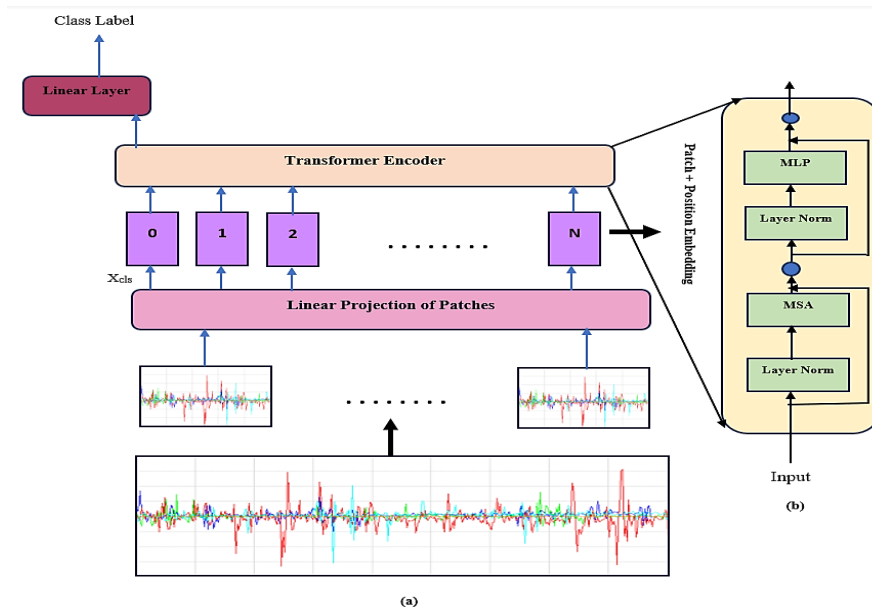 Class Label
Linear Layer
Transformer Encoder
0
1
2
. . . . . . . .
N
Patch + Position Embedding
Xcls
Linear Projection of Patches
. . . . . . . .
(a)
MLP
Layer Norm
MSA
Layer Norm
Input
(b)